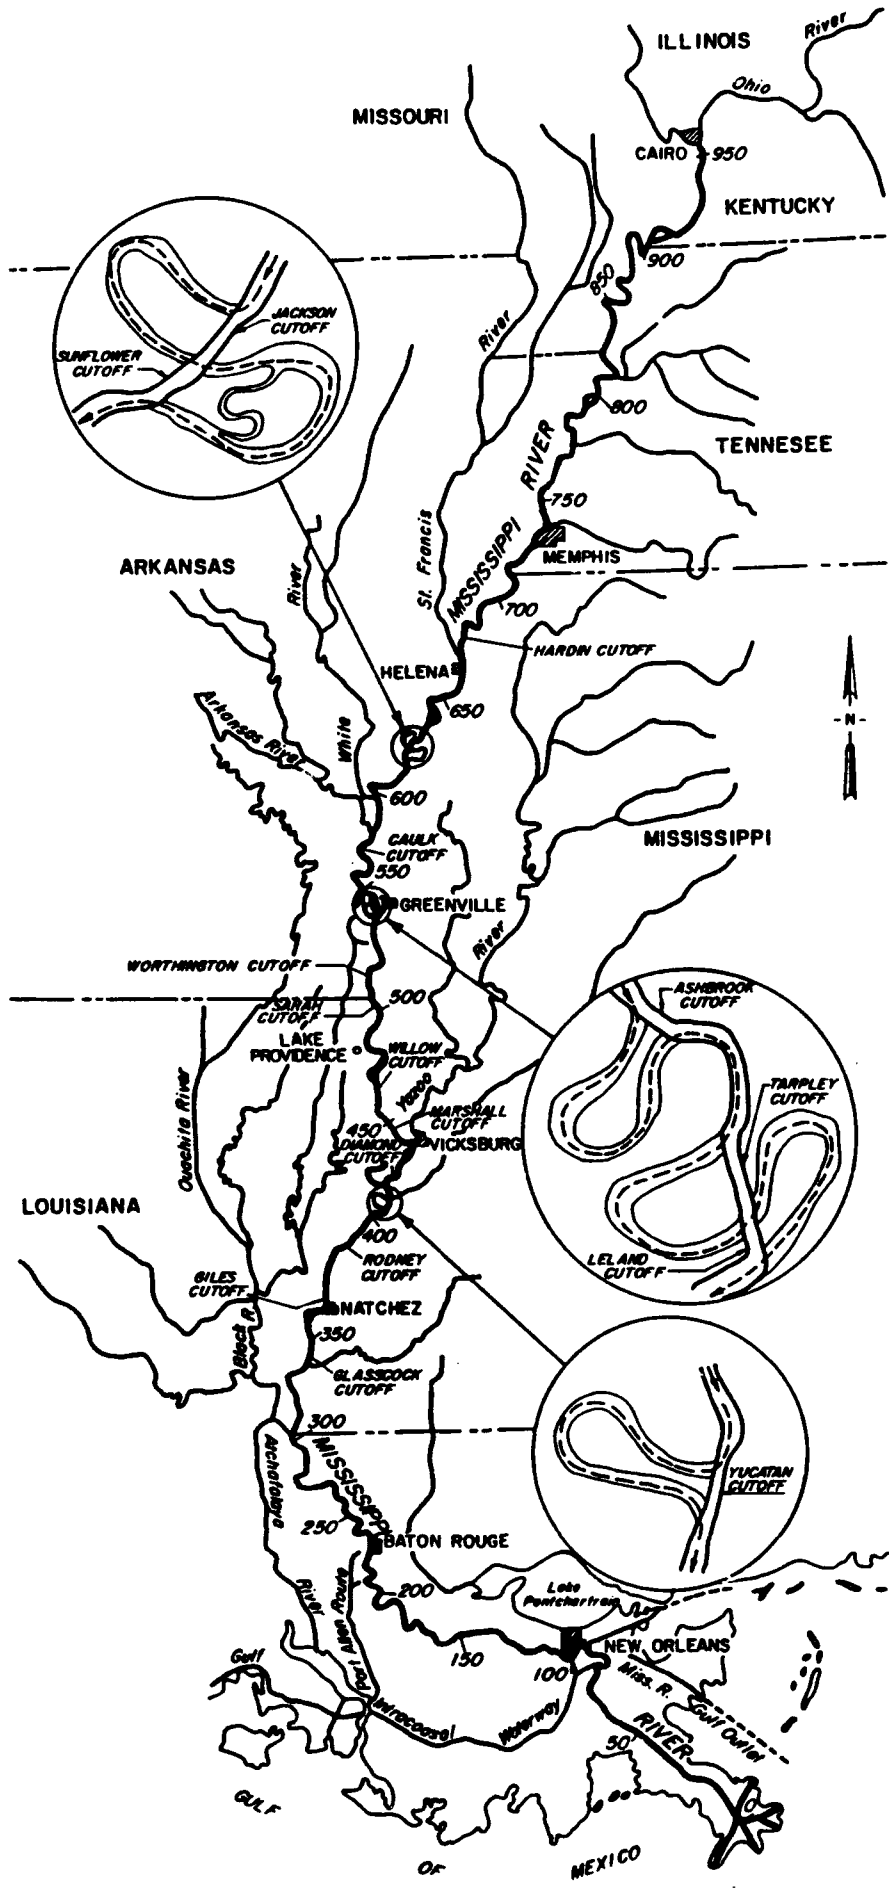 ILLINOIS
River
Ohio
MISSOURI
CAIRO
950
KENTUCKY
900
850
JACKSON
CUTOFF
SUNFLOWER
CUTOFF
River
800
RIVER
TENNESEE
750
MISSISSIPPI
MEMPHIS
ARKANSAS
River
St. Francis
700
HARDIN CUTOFF
HELENA
650
Arkansas River
White
N
600
CAULK
CUTOFF
MISSISSIPPI
550
GREENVILLE
River
WORTHINGTON CUTOFF
500
SARAH
CUTOFF
ASHBROOK
CUTOFF
LAKE
PROVIDENCE
WILLOW
CUTOFF
TARPLEY
CUTOFF
Yazoo
Ouachita River
MARSHALL
CUTOFF
450
DIAMOND
CUTOFF
VICKSBURG
LOUISIANA
400
RODNEY
CUTOFF
LELAND
CUTOFF
GILES
CUTOFF
NATCHEZ
350
Black R.
GLASSCOCK
CUTOFF
300
MISSISSIPPI
Atchafalaya
YUCATAN
CUTOFF
250
BATON ROUGE
River
Port Allen Route
200
Lake
Pontchartrain
NEW ORLEANS
150
100
Gulf
Intracoasal
Waterway
Miss. R.
Gulf Outlet
RIVER
50
0
GULF
OF
MEXICO